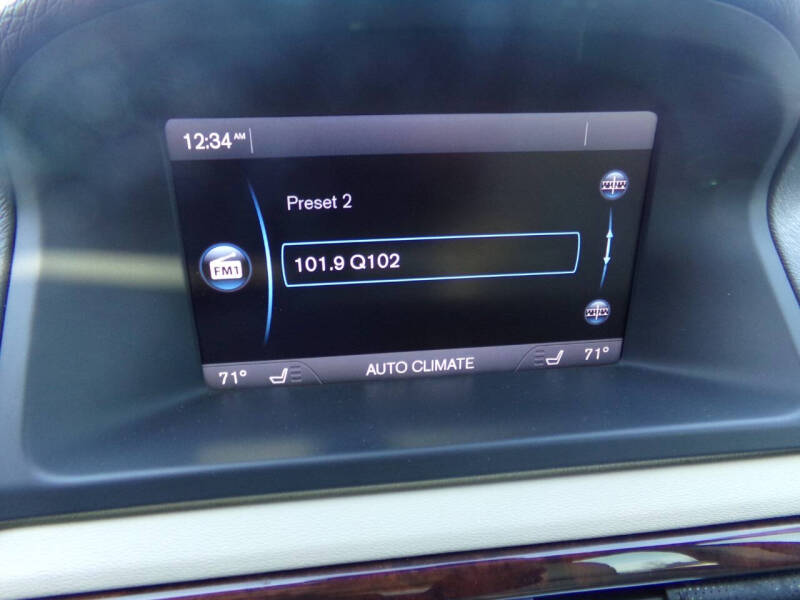 12:34 AM
Preset 2
FM1
101.9 Q102
71° AUTO CLIMATE 71°